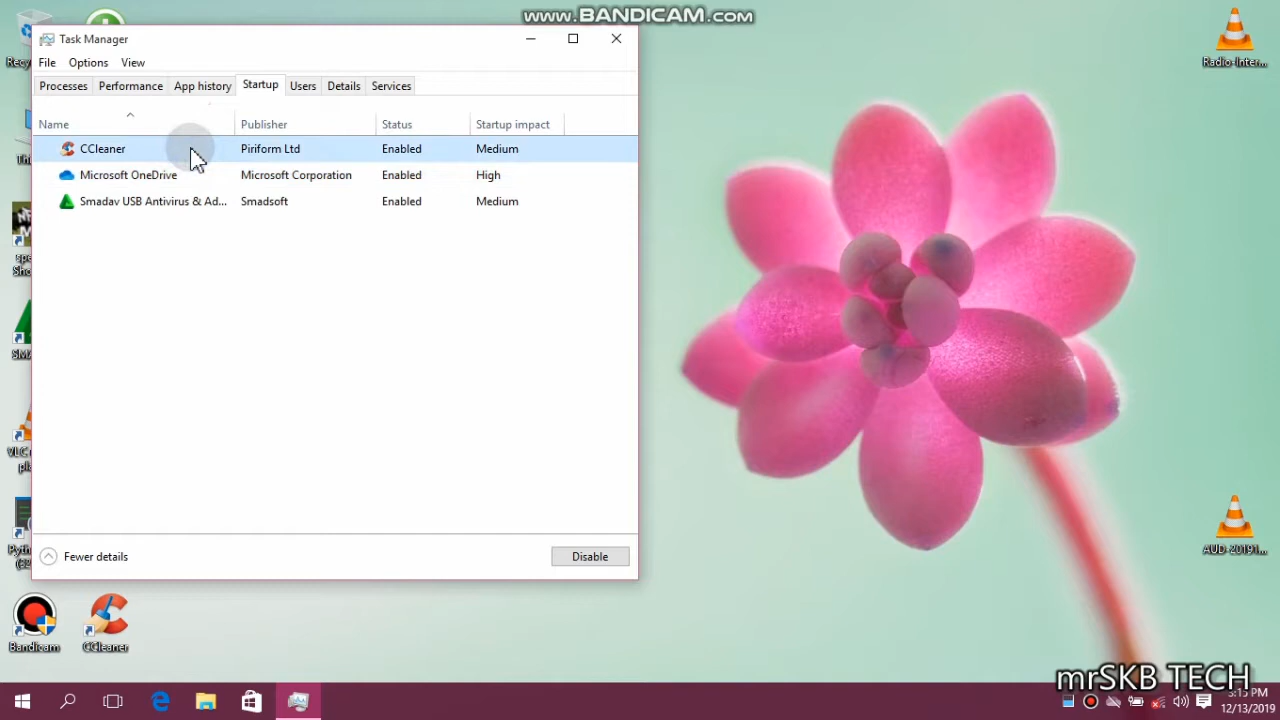 www.BANDICAM.com
Task Manager
File Options View
Processes Performance App history Startup Users Details Services
Name Publisher Status Startup impact
CCleaner Piriform Ltd Enabled Medium
Microsoft OneDrive Microsoft Corporation Enabled High
Smadav USB Antivirus & Ad... Smadsoft Enabled Medium
Fewer details Disable
Radio-Inter...
AUD-20191...
Bandicam CCleaner
mrSKB TECH
12/13/2019